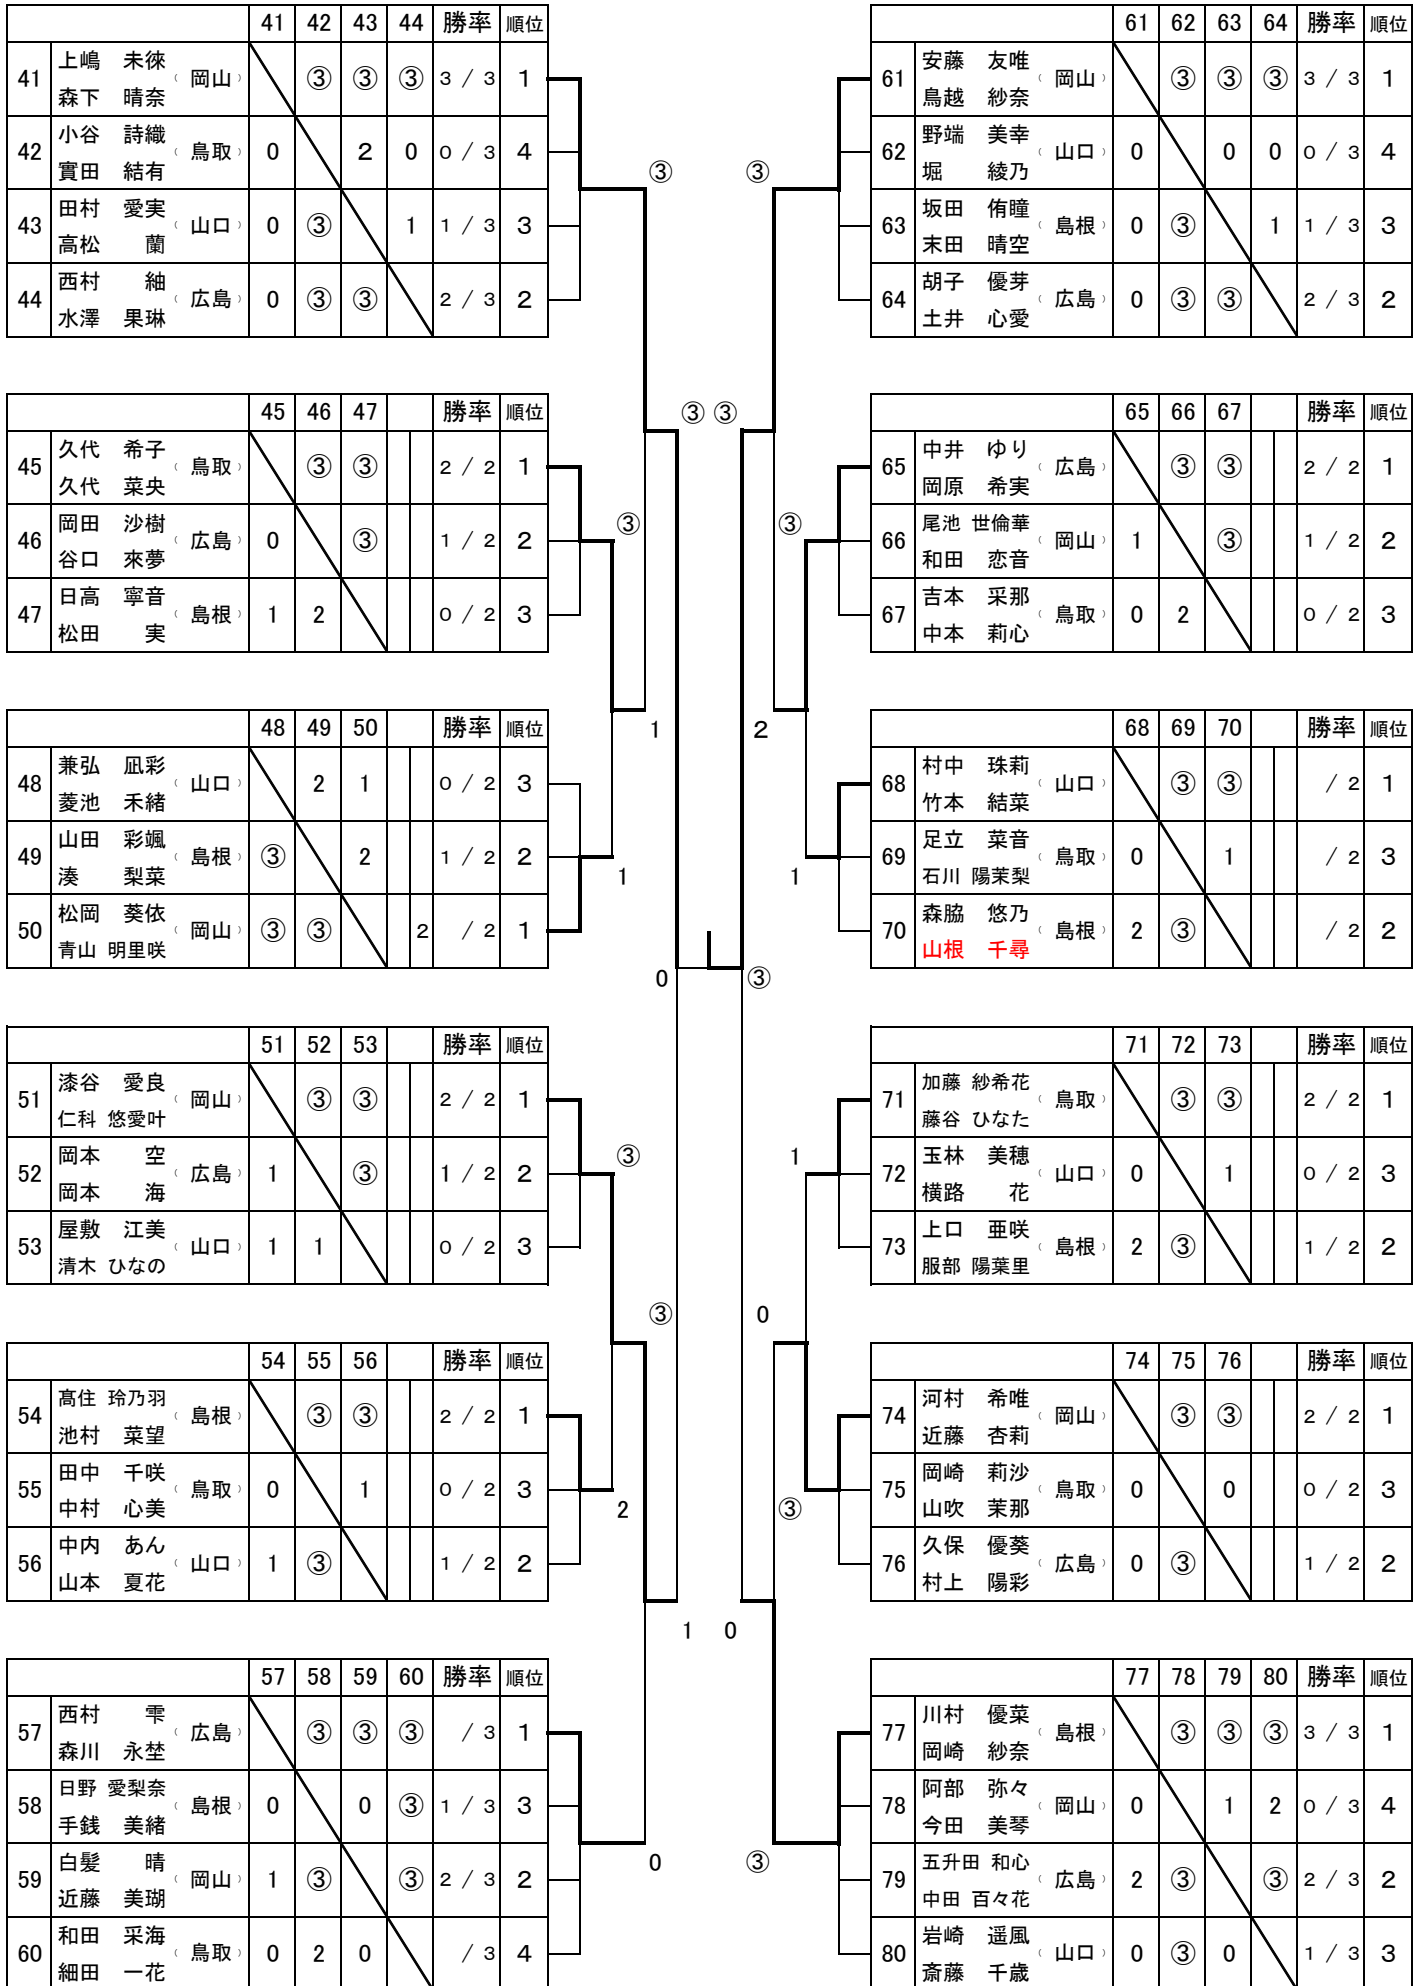 41 42 43 44 勝率 順位
41 上嶋 未徠 (岡山) ③ ③ ③ 3 / 3 1
森下 晴奈
42 小谷 詩織 (鳥取) 0 2 0 0 / 3 4
實田 結有
43 田村 愛実 (山口) 0 ③ 1 1 / 3 3
高松 蘭
44 西村 紬 (広島) 0 ③ ③ 2 / 3 2
水澤 果琳
61 62 63 64 勝率 順位
61 安藤 友唯 (岡山) ③ ③ ③ 3 / 3 1
鳥越 紗奈
62 野端 美幸 (山口) 0 0 0 0 / 3 4
堀 綾乃
63 坂田 侑瞳 (島根) 0 ③ 1 1 / 3 3
末田 晴空
64 胡子 優芽 (広島) 0 ③ ③ 2 / 3 2
土井 心愛
③ ③
③ ③
45 46 47 勝率 順位
45 久代 希子 (鳥取) ③ ③ 2 / 2 1
久代 菜央
46 岡田 沙樹 (広島) 0 ③ 1 / 2 2
谷口 來夢
47 日高 寧音 (島根) 1 2 0 / 2 3
松田 実
65 66 67 勝率 順位
65 中井 ゆり (広島) ③ ③ 2 / 2 1
岡原 希実
66 尾池 世倫華 (岡山) 1 ③ 1 / 2 2
和田 恋音
67 吉本 采那 (鳥取) 0 2 0 / 2 3
中本 莉心
③ ③
1 2
48 49 50 勝率 順位
48 兼弘 凪彩 (山口) 2 1 0 / 2 3
菱池 禾緒
49 山田 彩颯 (島根) ③ 2 1 / 2 2
湊 梨菜
50 松岡 葵依 (岡山) ③ ③ 2 / 2 1
青山 明里咲
68 69 70 勝率 順位
68 村中 珠莉 (山口) ③ ③ / 2 1
竹本 結菜
69 足立 菜音 (鳥取) 0 1 / 2 3
石川 陽茉梨
70 森脇 悠乃 (島根) 2 ③ / 2 2
山根 千尋
1 1
0 ③
51 52 53 勝率 順位
51 漆谷 愛良 (岡山) ③ ③ 2 / 2 1
仁科 悠愛叶
52 岡本 空 (広島) 1 ③ 1 / 2 2
岡本 海
53 屋敷 江美 (山口) 1 1 0 / 2 3
清木 ひなの
71 72 73 勝率 順位
71 加藤 紗希花 (鳥取) ③ ③ 2 / 2 1
藤谷 ひなた
72 玉林 美穂 (山口) 0 1 0 / 2 3
横路 花
73 上口 亜咲 (島根) 2 ③ 1 / 2 2
服部 陽葉里
③ 1
③ 0
54 55 56 勝率 順位
54 髙住 玲乃羽 (島根) ③ ③ 2 / 2 1
池村 菜望
55 田中 千咲 (鳥取) 0 1 0 / 2 3
中村 心美
56 中内 あん (山口) 1 ③ 1 / 2 2
山本 夏花
74 75 76 勝率 順位
74 河村 希唯 (岡山) ③ ③ 2 / 2 1
近藤 杏莉
75 岡崎 莉沙 (鳥取) 0 0 0 / 2 3
山吹 茉那
76 久保 優葵 (広島) 0 ③ 1 / 2 2
村上 陽彩
2 ③
1 0
57 58 59 60 勝率 順位
57 西村 雫 (広島) ③ ③ ③ / 3 1
森川 永埜
58 日野 愛梨奈 (島根) 0 0 ③ 1 / 3 3
手銭 美緒
59 白髪 晴 (岡山) 1 ③ ③ 2 / 3 2
近藤 美瑚
60 和田 采海 (鳥取) 0 2 0 / 3 4
細田 一花
77 78 79 80 勝率 順位
77 川村 優菜 (島根) ③ ③ ③ 3 / 3 1
岡崎 紗奈
78 阿部 弥々 (岡山) 0 1 2 0 / 3 4
今田 美琴
79 五升田 和心 (広島) 2 ③ ③ 2 / 3 2
中田 百々花
80 岩崎 遥風 (山口) 0 ③ 0 1 / 3 3
斎藤 千歳
0 ③